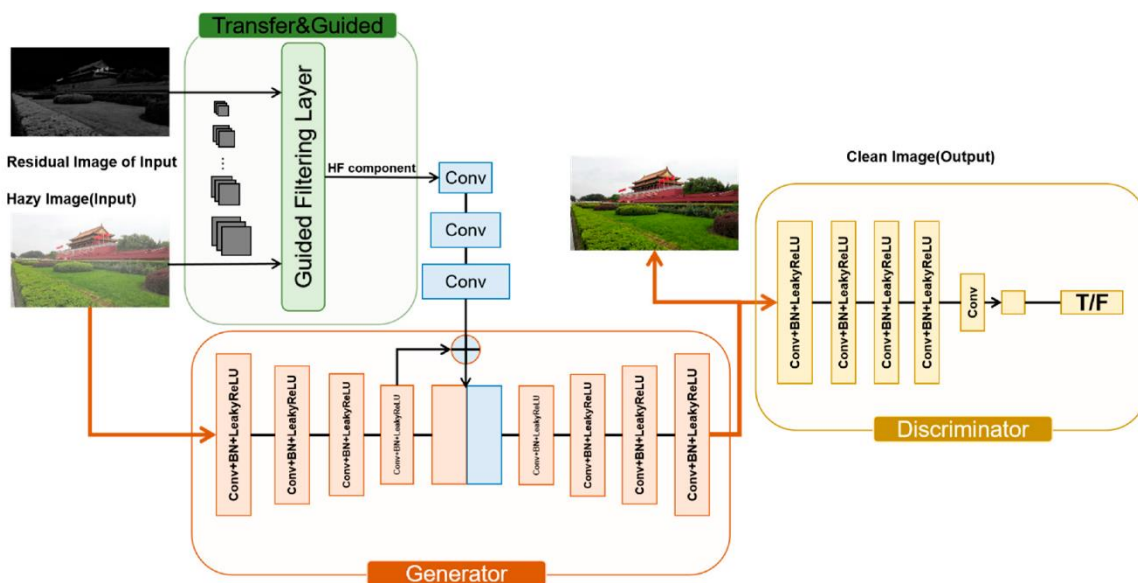 Transfer&Guided
Residual Image of Input
Hazy Image(Input)
Guided Filtering Layer
HF component
Conv
Conv
Conv
Clean Image(Output)
Conv+BN+LeakyReLU
Conv+BN+LeakyReLU
Conv+BN+LeakyReLU
Conv+BN+LeakyReLU
Conv
T/F
Discriminator
Conv+BN+LeakyReLU
Conv+BN+LeakyReLU
Conv+BN+LeakyReLU
Conv+BN+LeakyReLU
Conv+BN+LeakyReLU
Conv+BN+LeakyReLU
Conv+BN+LeakyReLU
Conv+BN+LeakyReLU
Generator